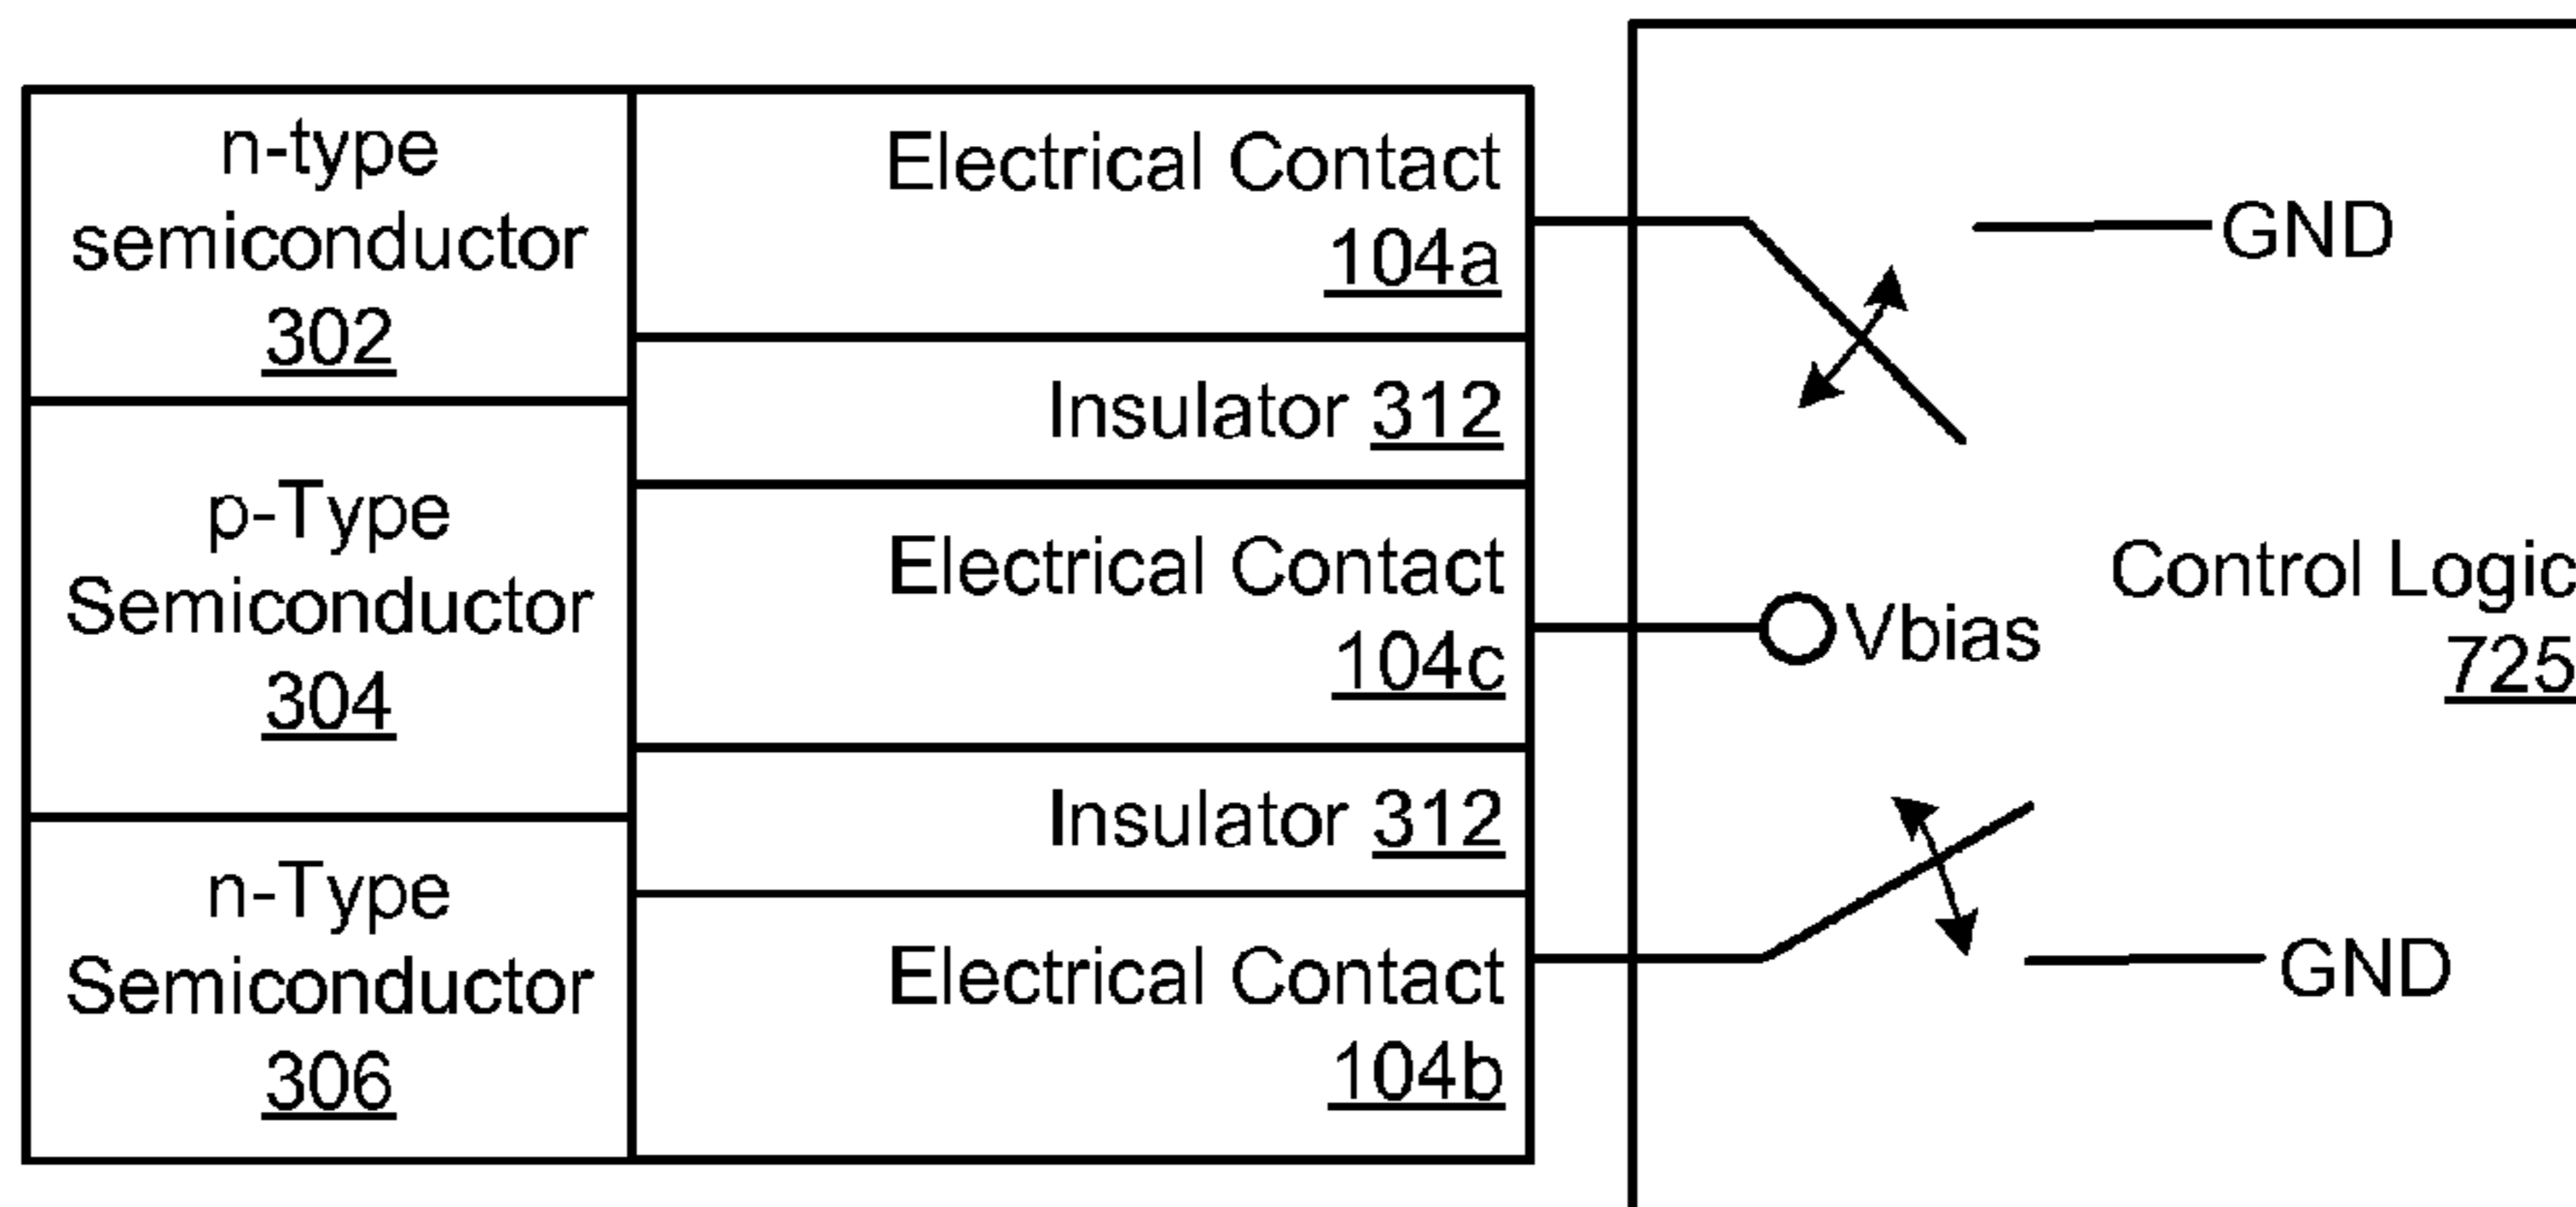 n-type
semiconductor
302
p-Type
Semiconductor
304
n-Type
Semiconductor
306
Electrical Contact
104a
Insulator 312
Electrical Contact
104c
Insulator 312
Electrical Contact
104b
GND
Vbias
Control Logic
725
GND